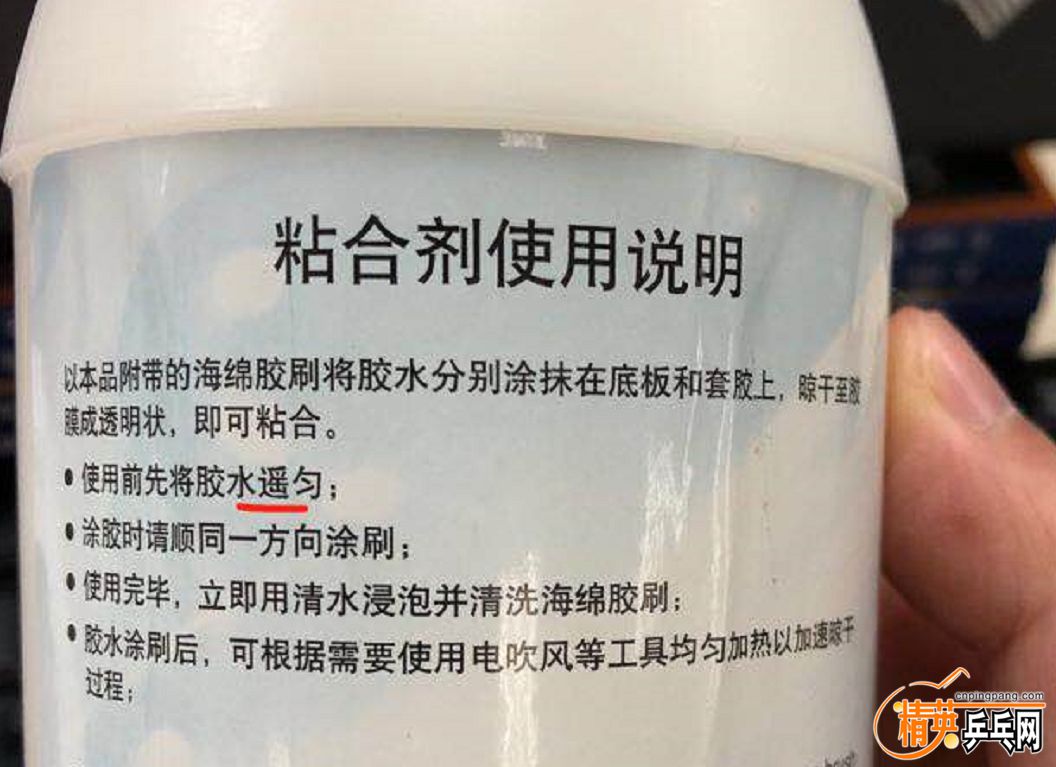 粘合剂使用说明
以本品附带的海绵胶刷将胶水分别涂抹在底板和套胶上，晾干至胶
膜成透明状，即可粘合。
•使用前先将胶水遥匀；
•涂胶时请顺同一方向涂刷；
•使用完毕，立即用清水浸泡并清洗海绵胶刷；
•胶水涂刷后，可根据需要使用电吹风等工具均匀加热以加速晾干
过程；
cnpingpang.com
精英乒乓网